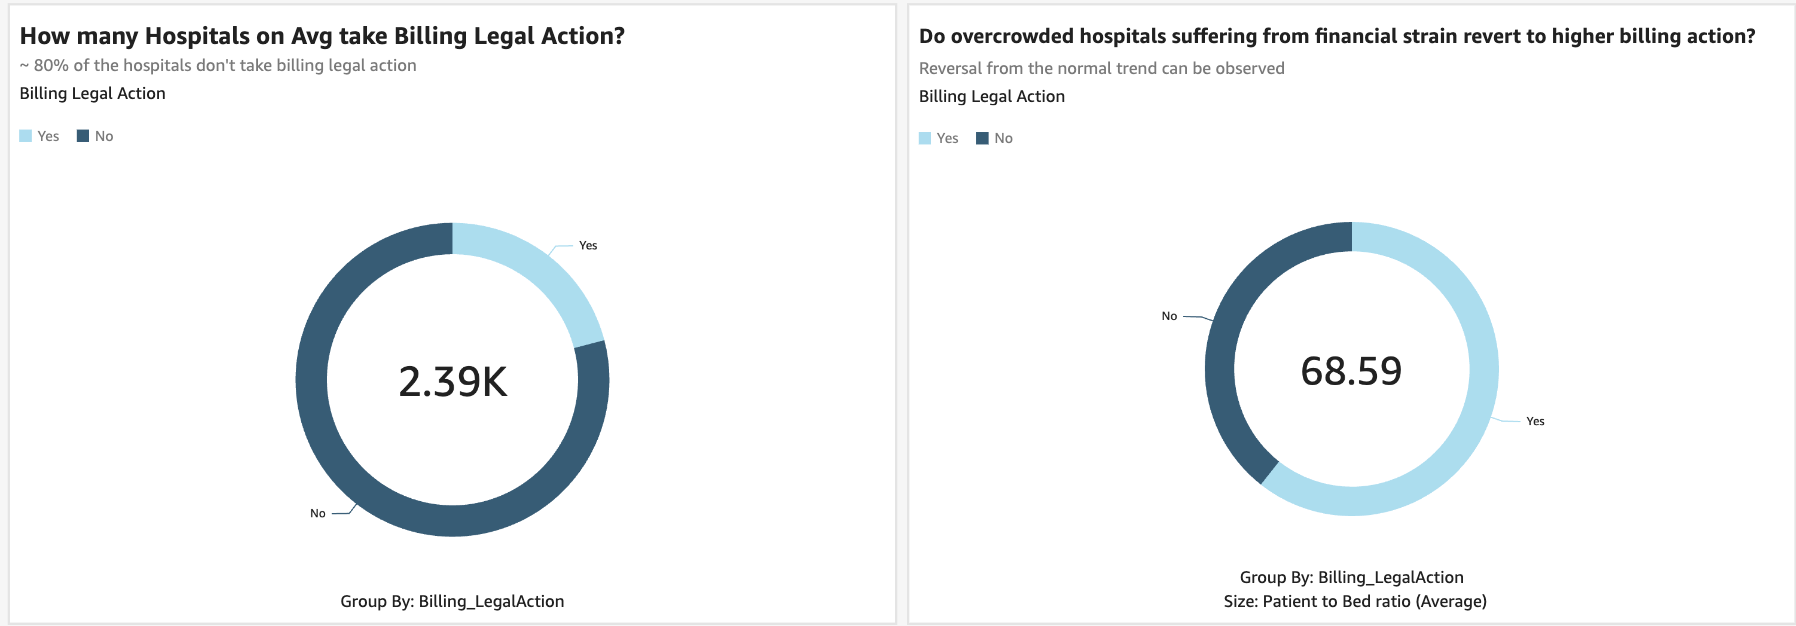 How many Hospitals on Avg take Billing Legal Action?
~ 80% of the hospitals don't take billing legal action
Billing Legal Action
Yes No
Yes
2.39K
No
Group By: Billing_LegalAction
Do overcrowded hospitals suffering from financial strain revert to higher billing action?
Reversal from the normal trend can be observed
Billing Legal Action
Yes No
No
68.59
Yes
Group By: Billing_LegalAction
Size: Patient to Bed ratio (Average)